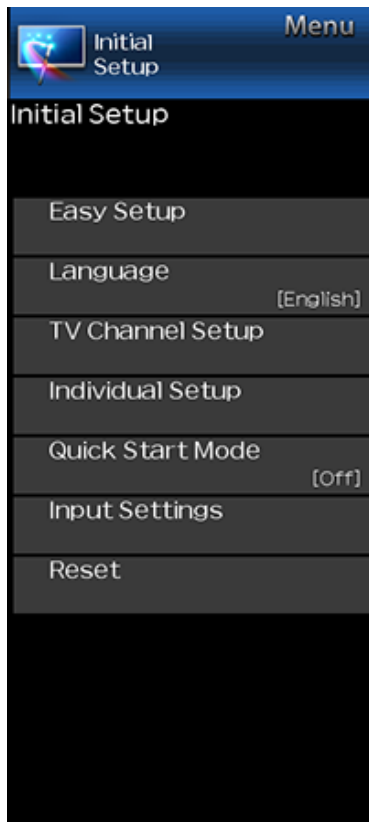 Menu
Initial
Setup
Initial Setup
Easy Setup
Language
[English]
TV Channel Setup
Individual Setup
Quick Start Mode
[Off]
Input Settings
Reset